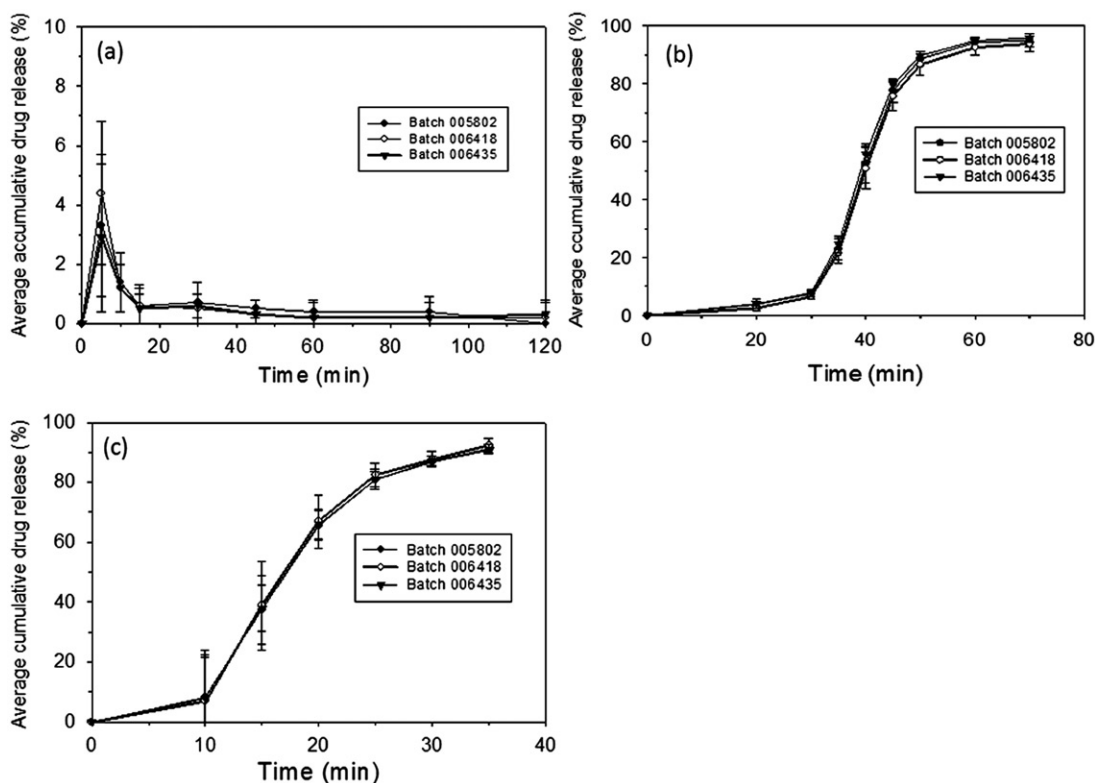 (a)
Average accumulative drug release (%)
10
8
6
4
2
0
Batch 005802
Batch 006418
Batch 006435
0 20 40 60 80 100 120
Time (min)
(b)
Average ccumulative drug release (%)
100
80
60
40
20
0
Batch 005802
Batch 006418
Batch 006435
0 20 40 60 80
Time (min)
(c)
Average cumulative drug release (%)
100
80
60
40
20
0
Batch 005802
Batch 006418
Batch 006435
0 10 20 30 40
Time (min)